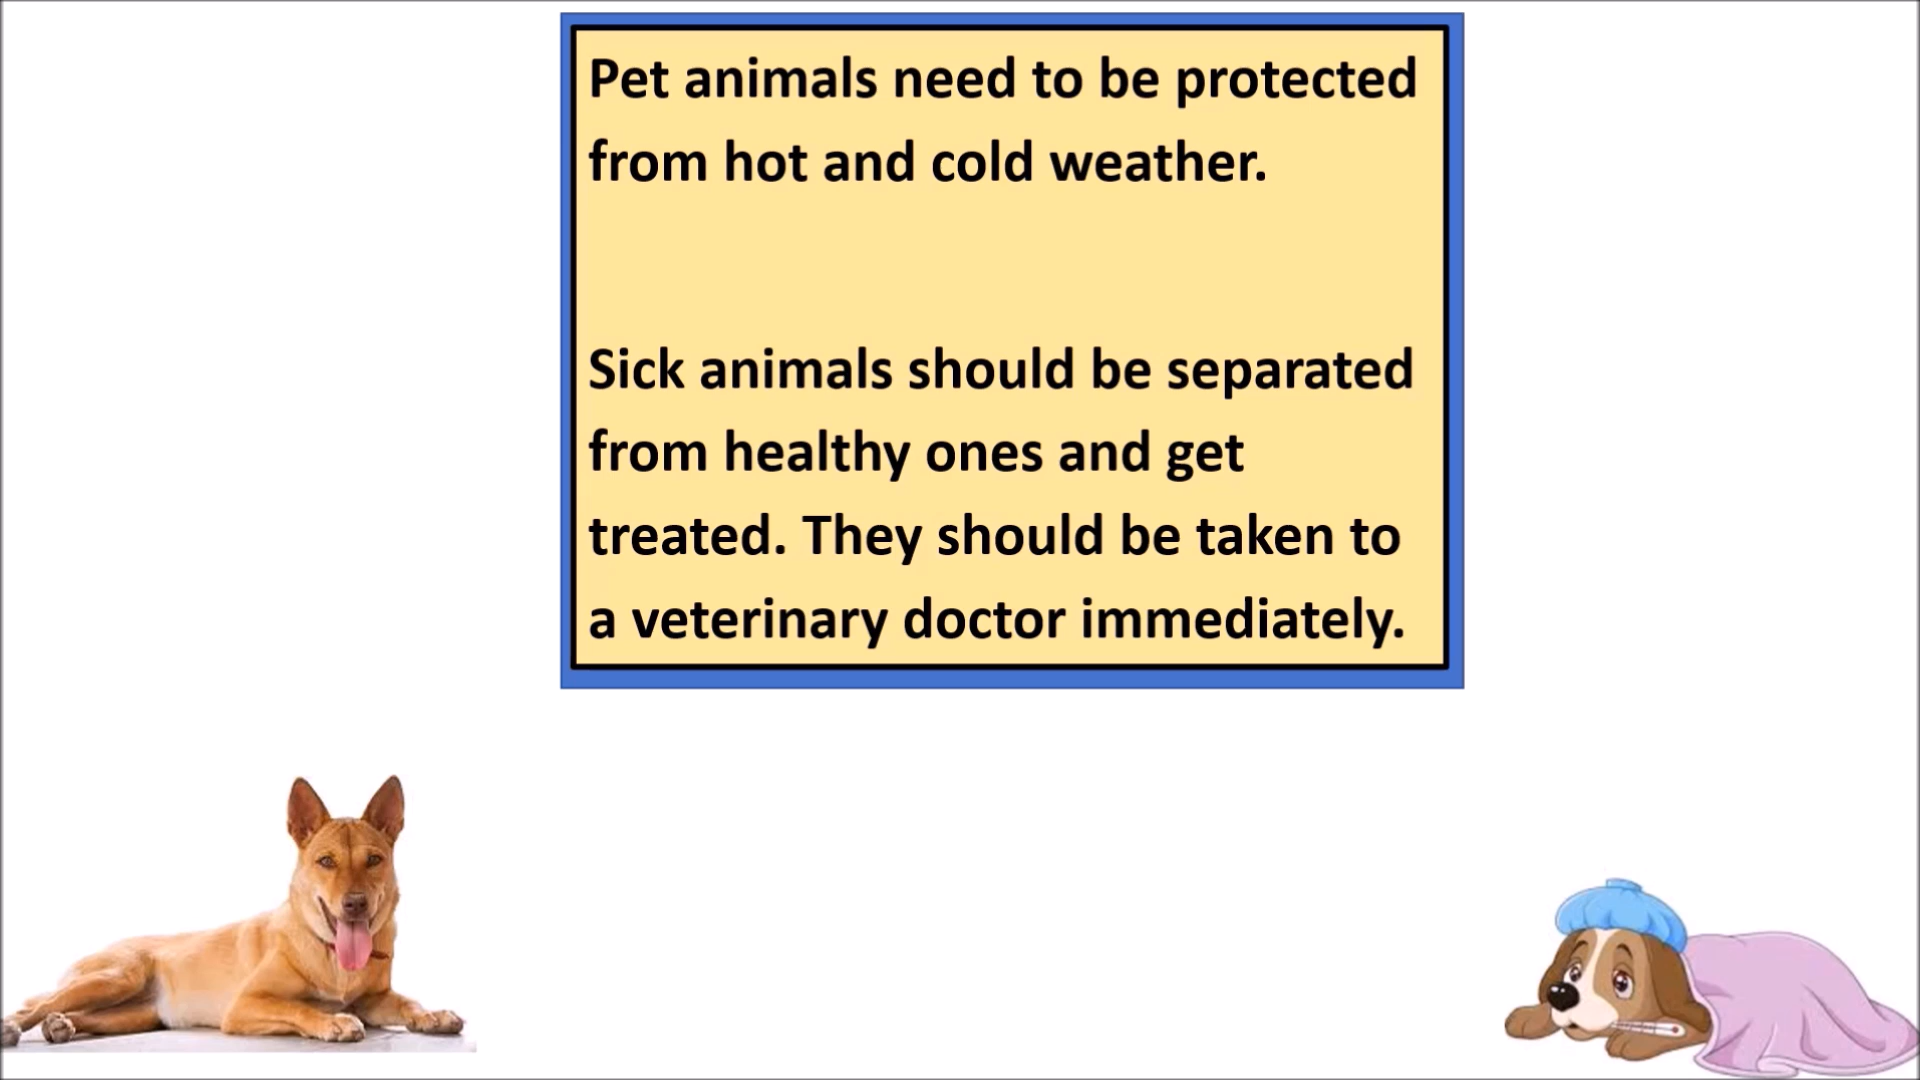 Pet animals need to be protected
from hot and cold weather.
Sick animals should be separated
from healthy ones and get
treated. They should be taken to
a veterinary doctor immediately.